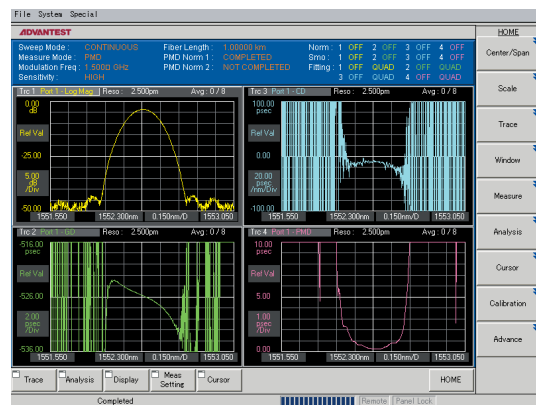 File System Special
ADVANTEST
HOME
Sweep Mode : CONTINUOUS Fiber Length : 1.00000 km Norm : 1 OFF 2 OFF 3 OFF 4 OFF
Measure Mode : PMD PMD Norm 1 : COMPLETED Smo : 1 OFF 2 OFF 3 OFF 4 OFF
Modulation Freq : 1.500G GHz PMD Norm 2 : NOT COMPLETED Fitting : 1 OFF QUAD 2 OFF QUAD
Sensitivity : HIGH 3 OFF QUAD 4 OFF QUAD
Trc 1 Port 1 - Log Mag Reso : 2.500pm Avg : 0 / 8
0.00
dB
Ref Val
-25.00
5.00
dB
/Div
-50.00
1551.550 1552.300nm 0.150nm/D 1553.050
Trc 3 Port 1 - CD Reso : 2.500pm Avg : 0 / 8
100.00
psec
Ref Val
0.00
20.00
psec
/nm/Div
-100.00
1551.550 1552.300nm 0.150nm/D 1553.050
Trc 2 Port 1 - GD Reso : 2.500pm Avg : 0 / 8
-516.00
psec
Ref Val
-526.00
2.00
psec
/Div
-536.00
1551.550 1552.300nm 0.150nm/D 1553.050
Trc 4 Port 1 - PMD Reso : 2.500pm Avg : 0 / 8
10.00
psec
Ref Val
5.00
1.00
psec
/Div
0.00
1551.550 1552.300nm 0.150nm/D 1553.050
Center/Span
Scale
Trace
Window
Measure
Analysis
Cursor
Calibration
Advance
Trace Analysis Display Meas Setting Cursor HOME
Completed Remote Panel Lock